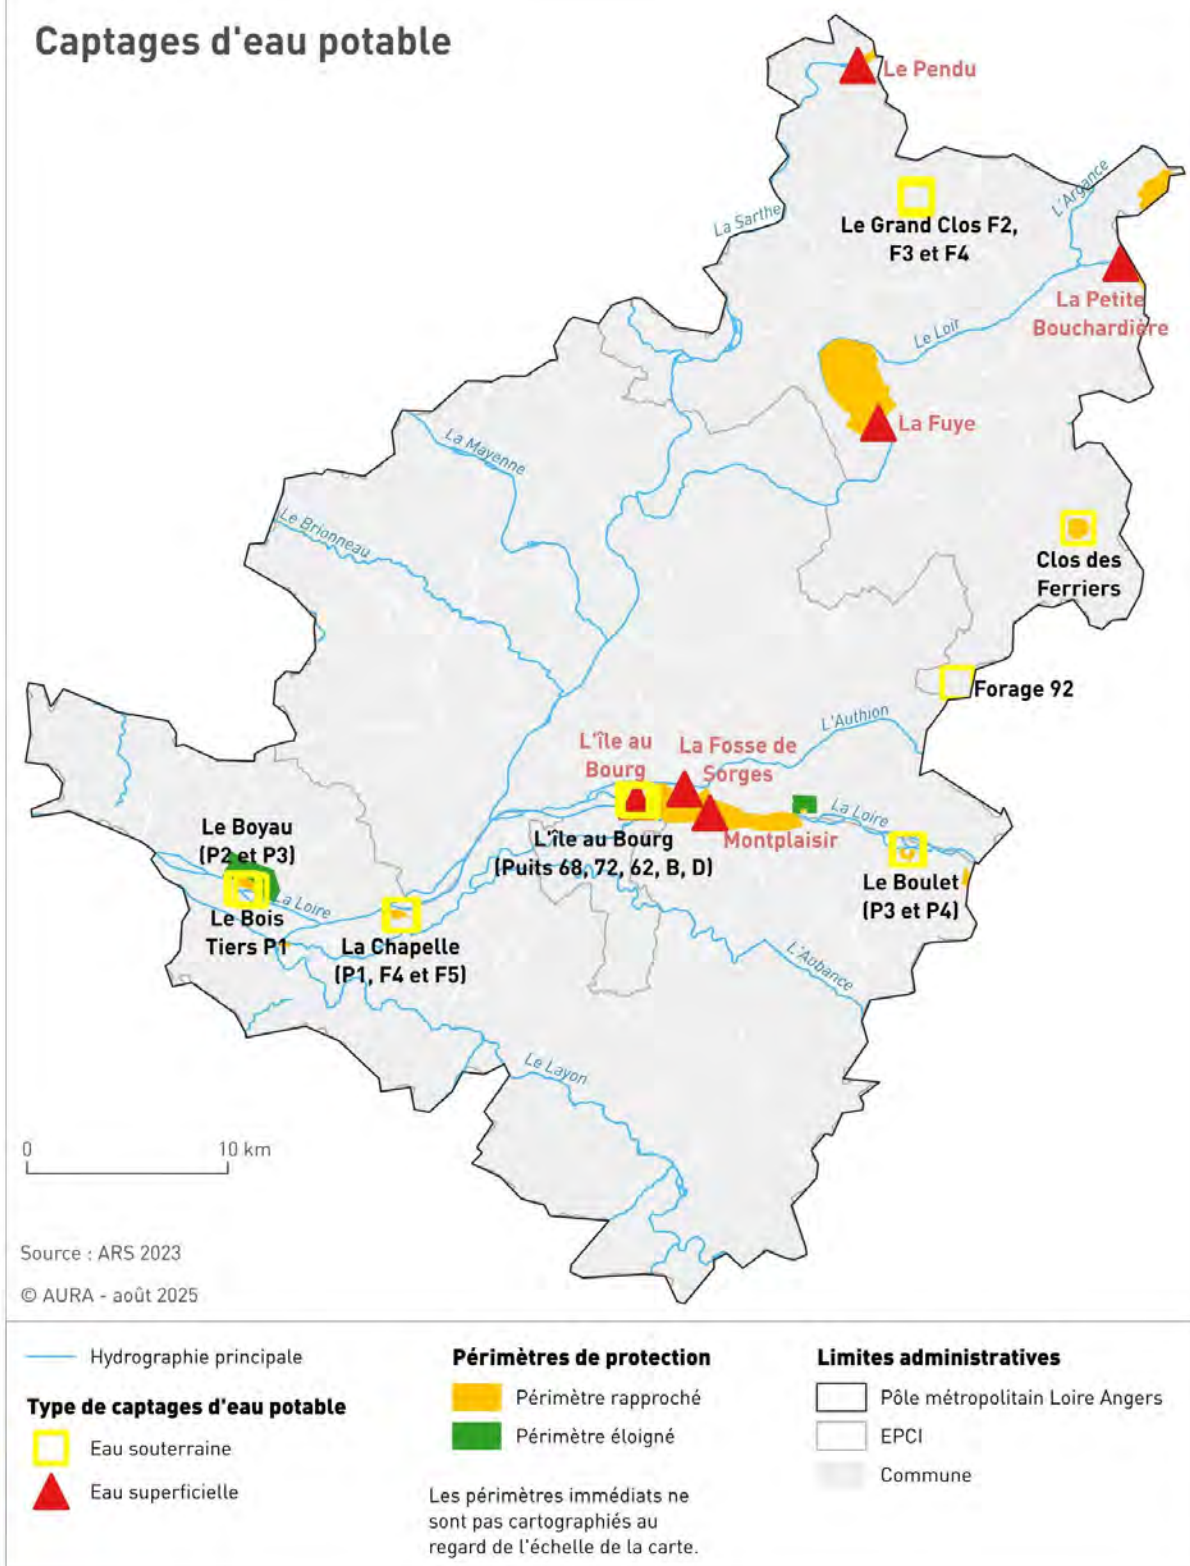 Captages d'eau potable
Le Pendu
L'Argance
La Sarthe
Le Grand Clos F2,
F3 et F4
La Petite
Bouchardière
Le Loir
La Fuye
La Mayenne
Le Brionneau
Clos des
Ferriers
Forage 92
L'Authion
L'île au
Bourg
La Fosse de
Sorges
La Loire
Montplaisir
L'île au Bourg
(Puits 68, 72, 62, B, D)
Le Boulet
(P3 et P4)
Le Boyau
(P2 et P3)
La Loire
Le Bois
Tiers P1
La Chapelle
(P1, F4 et F5)
L'Aubance
Le Layon
0 10 km
Source : ARS 2023
© AURA - août 2025
Hydrographie principale
Type de captages d'eau potable
Eau souterraine
Eau superficielle
Périmètres de protection
Périmètre rapproché
Périmètre éloigné
Les périmètres immédiats ne
sont pas cartographiés au
regard de l'échelle de la carte.
Limites administratives
Pôle métropolitain Loire Angers
EPCI
Commune